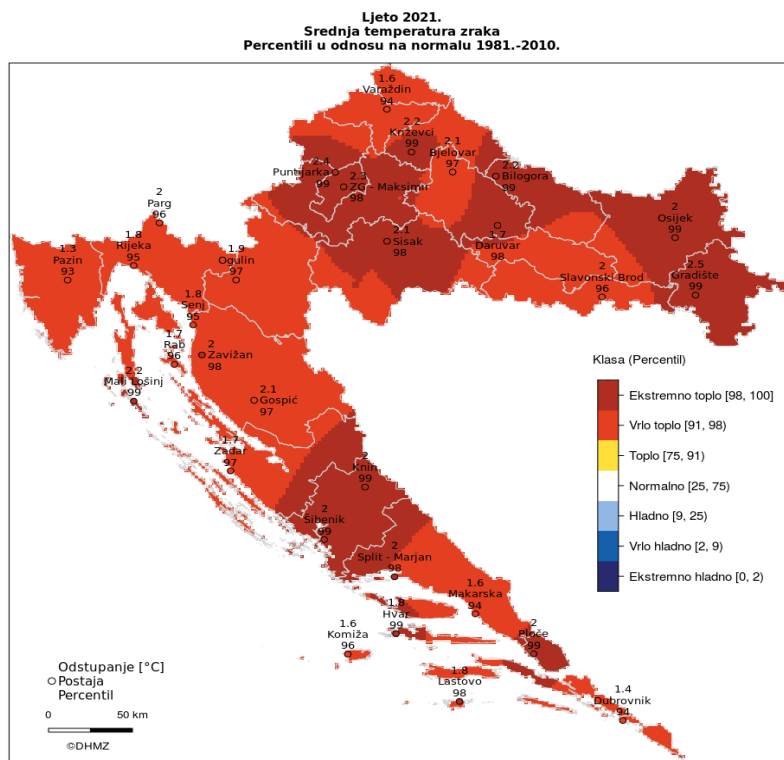 Ljeto 2021.
Srednja temperatura zraka
Percentili u odnosu na normalu 1981.-2010.
1.6
Varaždin
94
2.2
Križevci
99
2.1
Bjelovar
97
2.2
Bilogora
99
2.4
Puntijarka
99
2.3
ZG - Maksimir
98
2
Parg
96
2
Osijek
99
1.8
Rijeka
95
1.3
Pazin
93
1.9
Ogulin
97
2.1
Sisak
98
1.7
Daruvar
98
2
Slavonski Brod
96
2.5
Gradište
99
1.8
Senj
95
1.7
Rab
96
2
Zavižan
98
2.2
Mali Lošinj
99
2.1
Gospić
97
1.7
Zadar
97
2
Knin
99
2
Šibenik
99
2
Split - Marjan
98
1.6
Makarska
94
1.8
Hvar
99
1.6
Komiža
96
2
Ploče
99
1.8
Lastovo
98
1.4
Dubrovnik
94
Klasa (Percentil)
Ekstremno toplo [98, 100]
Vrlo toplo [91, 98)
Toplo [75, 91)
Normalno [25, 75)
Hladno [9, 25)
Vrlo hladno [2, 9)
Ekstremno hladno [0, 2)
Odstupanje [°C]
Postaja
Percentil
0 50 km
©DHMZ